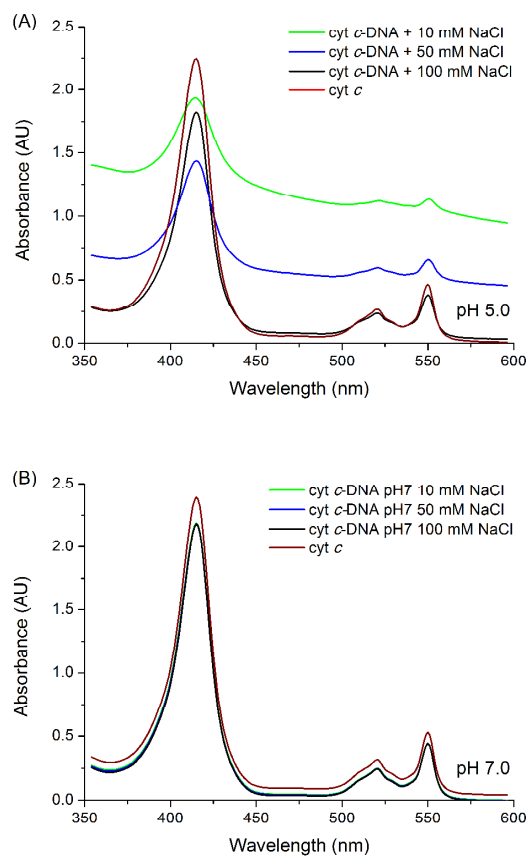 (A)
cyt c-DNA + 10 mM NaCl
cyt c-DNA + 50 mM NaCl
cyt c-DNA + 100 mM NaCl
cyt c
2.5
2.0
1.5
1.0
0.5
0.0
Absorbance (AU)
pH 5.0
350 400 450 500 550 600
Wavelength (nm)
(B)
cyt c-DNA pH7 10 mM NaCl
cyt c-DNA pH7 50 mM NaCl
cyt c-DNA pH7 100 mM NaCl
cyt c
2.5
2.0
1.5
1.0
0.5
0.0
Absorbance (AU)
pH 7.0
350 400 450 500 550 600
Wavelength (nm)